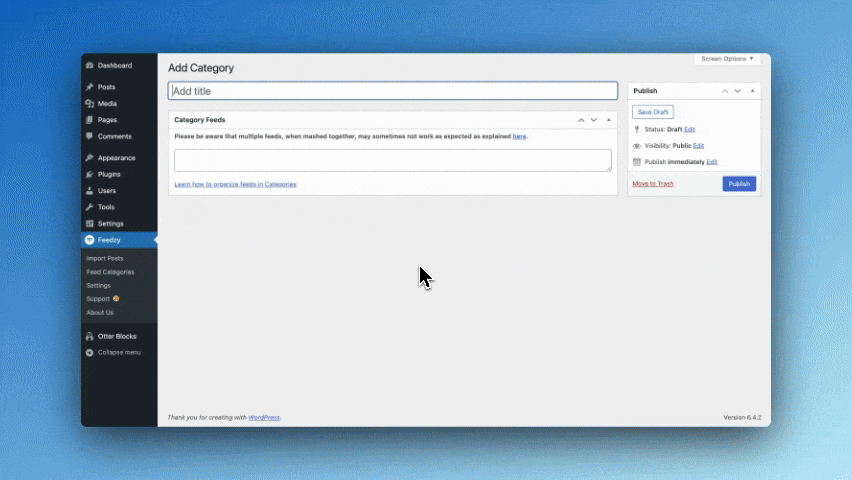 Dashboard
Posts
Media
Pages
Comments
Appearance
Plugins
Users
Tools
Settings
Feedzy
Import Posts
Feed Categories
Settings
Support
About Us
Otter Blocks
Collapse menu
Screen Options ▼
Add Category
Add title
Category Feeds
Please be aware that multiple feeds, when mashed together, may sometimes not work as expected as explained here.
Learn how to organize feeds in Categories
Publish
Save Draft
Status: Draft Edit
Visibility: Public Edit
Publish immediately Edit
Move to Trash
Publish
Thank you for creating with WordPress.
Version 6.4.2